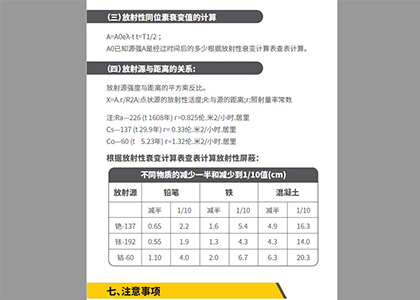 （三）放射性同位素衰变值的计算
A=A0eλ-t t=T1/2；
A0已知源强A是经过时间后的多少根据放射性衰变计算表查表计算。
（四）放射源与距离的关系：
放射源强度与距离的平方乘反比。
X=A.r/R2A:点状源的放射性活度;R:与源的距离;r:照射量率常数
注:Ra—226 (t 1608年) r=0.825伦.米2/小时.居里
Cs—137 (t 29.9年) r= 0.33伦.米2/小时.居里
Co—60 (t 5.23年) r=1.32伦.米2/小时.居里
根据放射性衰变计算表查表计算放射性屏蔽：
不同物质的减少一半和减少到1/10值(cm)
放射源 铅笔 铁 混凝土
减半 1/10 减半 1/10 减半 1/10
铯-137 0.65 2.2 1.6 5.4 4.9 16.3
铱-192 0.55 1.9 1.3 4.3 4.3 14.0
钴-60 1.10 4.0 2.0 6.7 6.3 20.3
七、注意事项